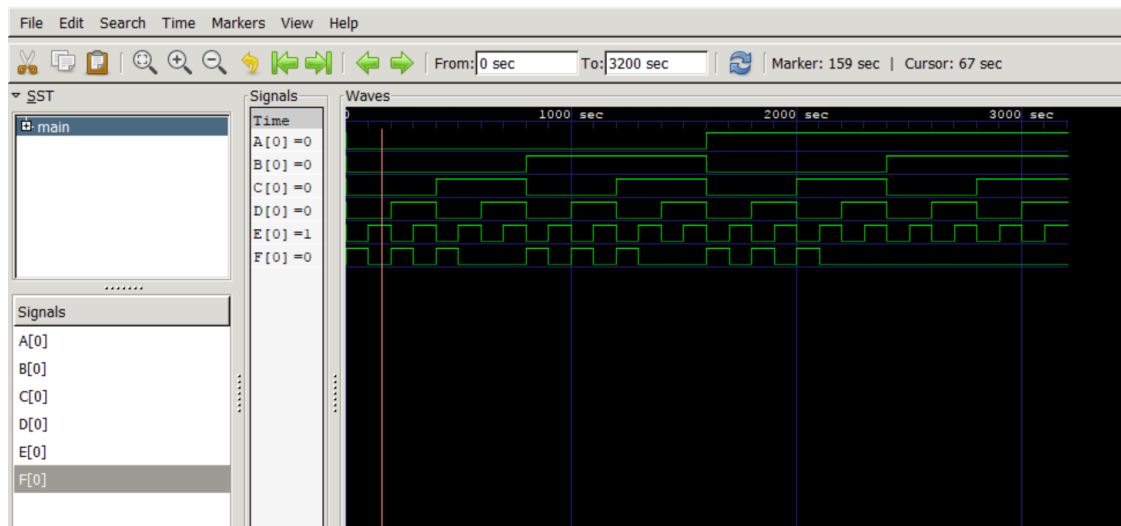 File Edit Search Time Markers View Help
From: 0 sec To: 3200 sec Marker: 159 sec | Cursor: 67 sec
SST
main
Signals
A[0]
B[0]
C[0]
D[0]
E[0]
F[0]
Signals
Time
A[0] =0
B[0] =0
C[0] =0
D[0] =0
E[0] =1
F[0] =0
Waves
1000 sec 2000 sec 3000 sec